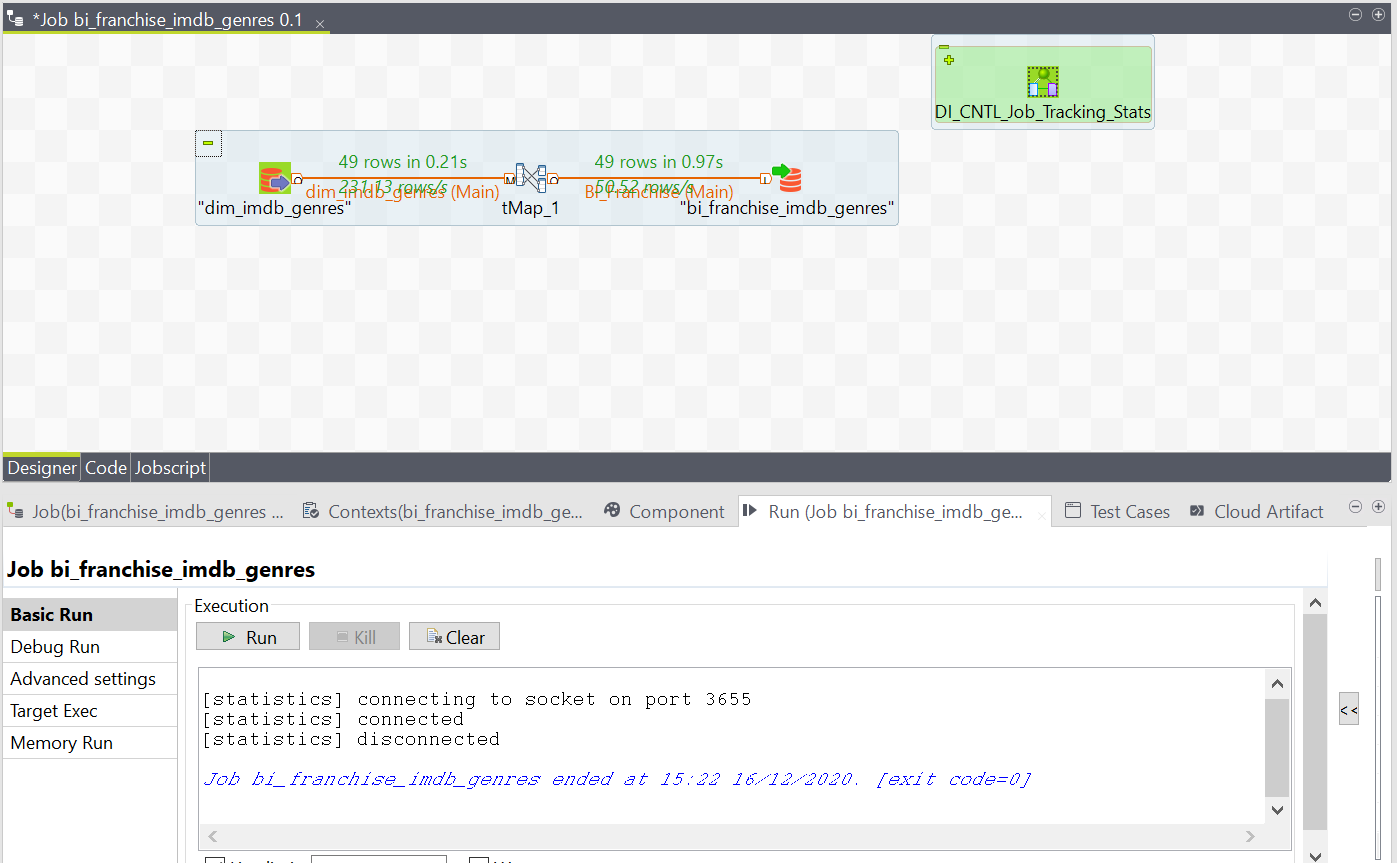 *Job bi_franchise_imdb_genres 0.1
DI_CNTL_Job_Tracking_Stats
49 rows in 0.21s
49 rows in 0.97s
231.13 rows/s
50.52 rows/s
dim_imdb_genres (Main)
BI_Franchise (Main)
"dim_imdb_genres"
tMap_1
"bi_franchise_imdb_genres"
Designer Code Jobscript
Job(bi_franchise_imdb_genres ... Contexts(bi_franchise_imdb_ge... Component Run (Job bi_franchise_imdb_ge... Test Cases Cloud Artifact
Job bi_franchise_imdb_genres
Basic Run
Debug Run
Advanced settings
Target Exec
Memory Run
Execution
Run Kill Clear
[statistics] connecting to socket on port 3655
[statistics] connected
[statistics] disconnected
Job bi_franchise_imdb_genres ended at 15:22 16/12/2020. [exit code=0]
<<